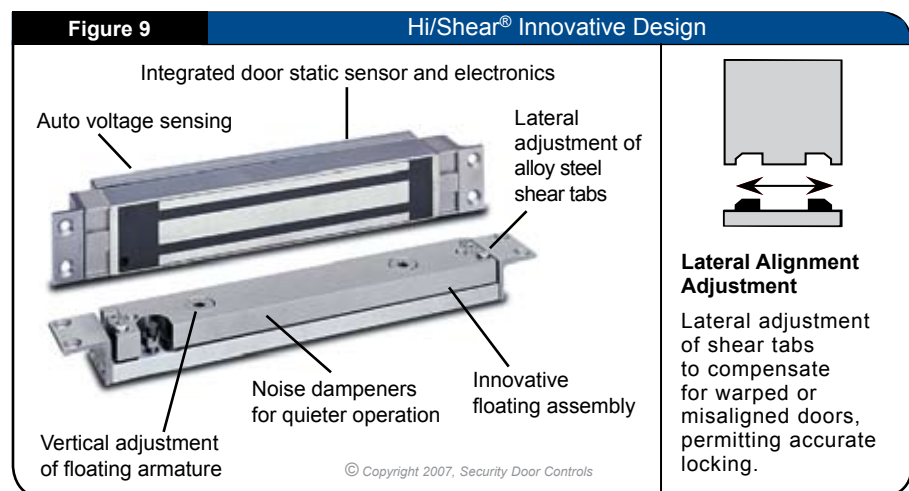 Figure 9
Hi/Shear® Innovative Design
Integrated door static sensor and electronics
Auto voltage sensing
Lateral
adjustment of
alloy steel
shear tabs
Noise dampeners
for quieter operation
Innovative
floating assembly
Vertical adjustment
of floating armature
© Copyright 2007, Security Door Controls
Lateral Alignment
Adjustment
Lateral adjustment
of shear tabs
to compensate
for warped or
misaligned doors,
permitting accurate
locking.